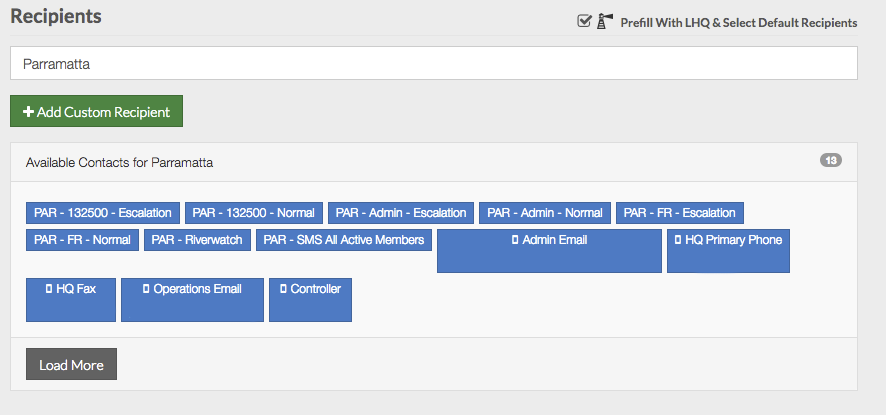 Recipients
Prefill With LHQ & Select Default Recipients
Parramatta
Add Custom Recipient
Available Contacts for Parramatta 13
PAR - 132500 - Escalation PAR - 132500 - Normal PAR - Admin - Escalation PAR - Admin - Normal PAR - FR - Escalation
PAR - FR - Normal PAR - Riverwatch PAR - SMS All Active Members Admin Email HQ Primary Phone
HQ Fax Operations Email Controller
Load More